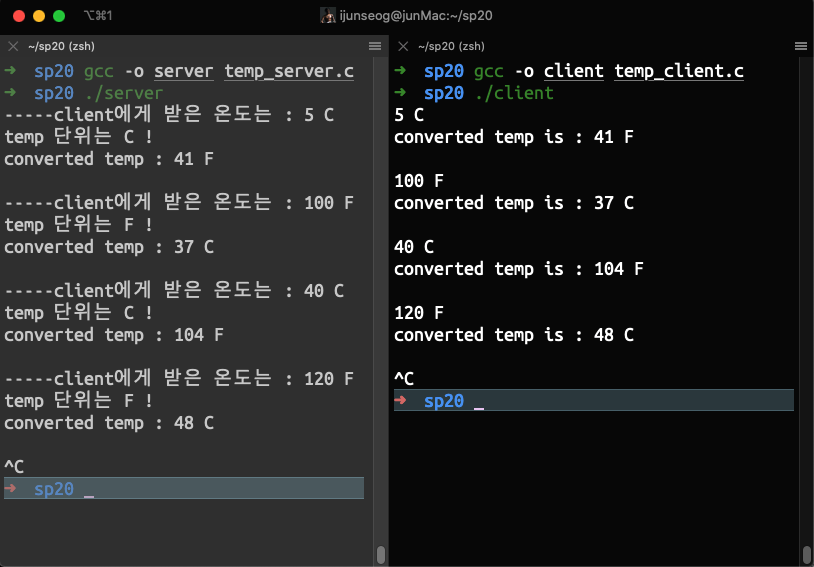 ⌥⌘1
ijunseog@junMac:~/sp20
~/sp20 (zsh)
➜ sp20 gcc -o server temp_server.c
➜ sp20 ./server
-----client에게 받은 온도는 : 5 C
temp 단위는 C !
converted temp : 41 F
-----client에게 받은 온도는 : 100 F
temp 단위는 F !
converted temp : 37 C
-----client에게 받은 온도는 : 40 C
temp 단위는 C !
converted temp : 104 F
-----client에게 받은 온도는 : 120 F
temp 단위는 F !
converted temp : 48 C
^C
➜ sp20 _
~/sp20 (zsh)
➜ sp20 gcc -o client temp_client.c
➜ sp20 ./client
5 C
converted temp is : 41 F
100 F
converted temp is : 37 C
40 C
converted temp is : 104 F
120 F
converted temp is : 48 C
^C
➜ sp20 _